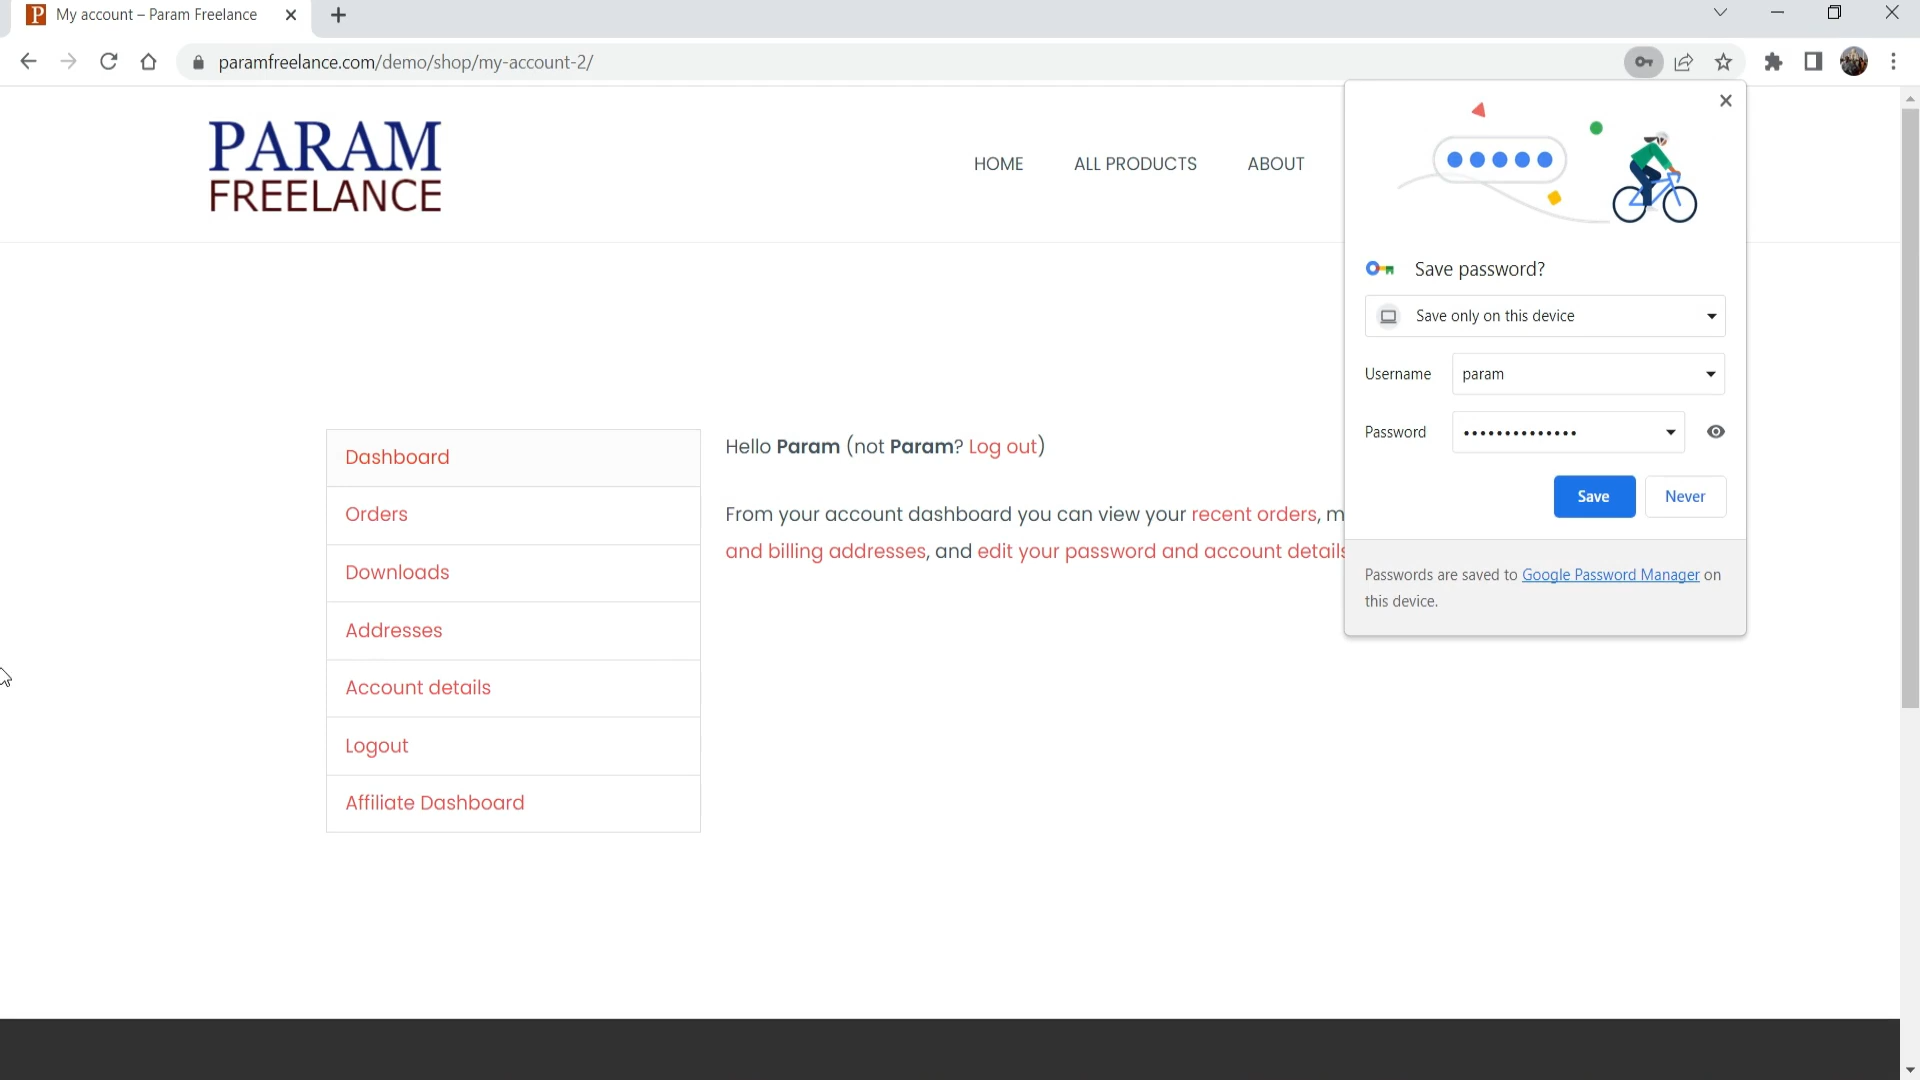 My account – Param Freelance
paramfreelance.com/demo/shop/my-account-2/
PARAM
FREELANCE
HOME
ALL PRODUCTS
ABOUT
Save password?
Save only on this device
Username
param
Password
••••••••••••••
Save
Never
Passwords are saved to Google Password Manager on
this device.
Dashboard
Orders
Downloads
Addresses
Account details
Logout
Affiliate Dashboard
Hello Param (not Param? Log out)
From your account dashboard you can view your recent orders, m
and billing addresses, and edit your password and account details